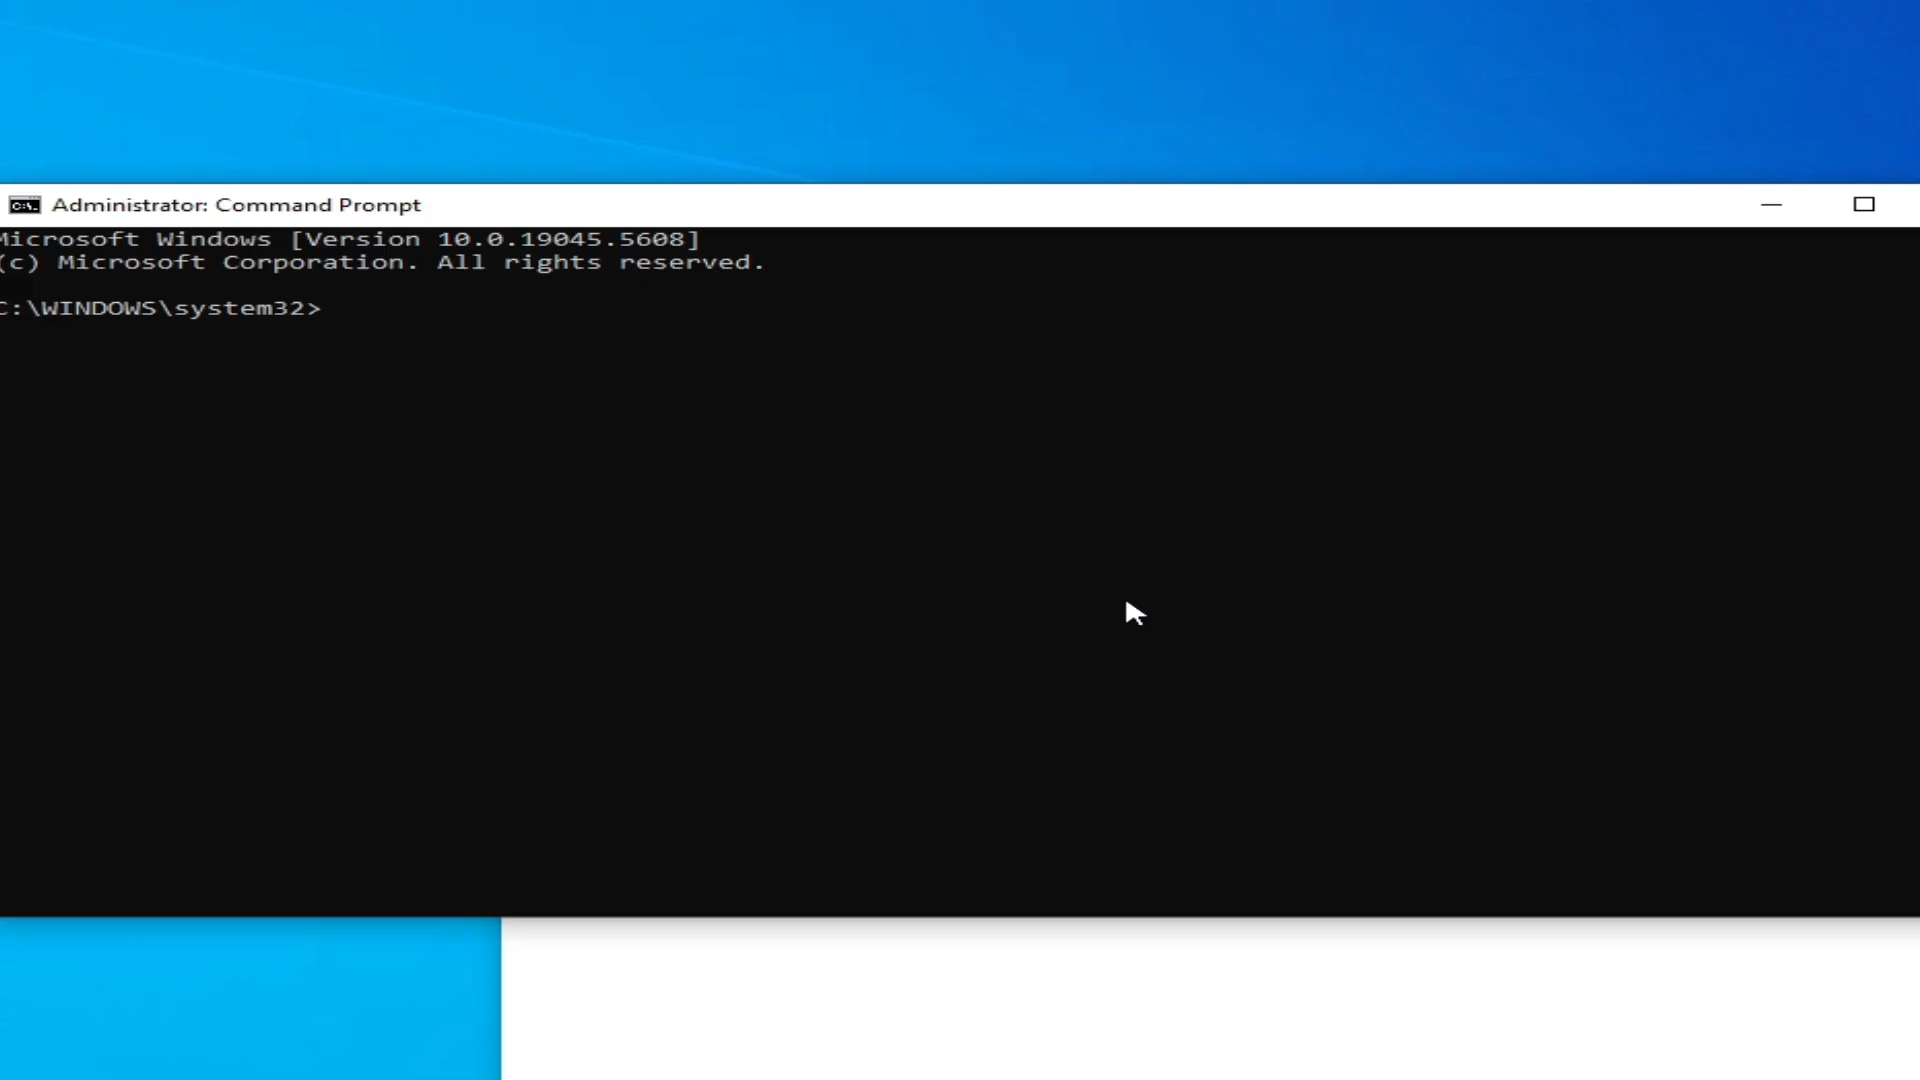 Administrator: Command Prompt
Microsoft Windows [Version 10.0.19045.5608]
(c) Microsoft Corporation. All rights reserved.
C:\WINDOWS\system32>